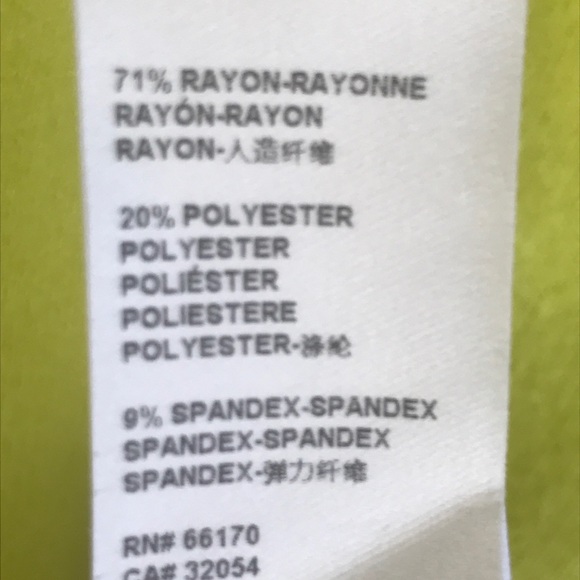 71% RAYON-RAYONNE
RAYÓN-RAYON
RAYON-人造纤维
20% POLYESTER
POLYESTER
POLIÉSTER
POLIESTERE
POLYESTER-涤纶
9% SPANDEX-SPANDEX
SPANDEX-SPANDEX
SPANDEX-弹力纤维
RN# 66170
CA# 32054